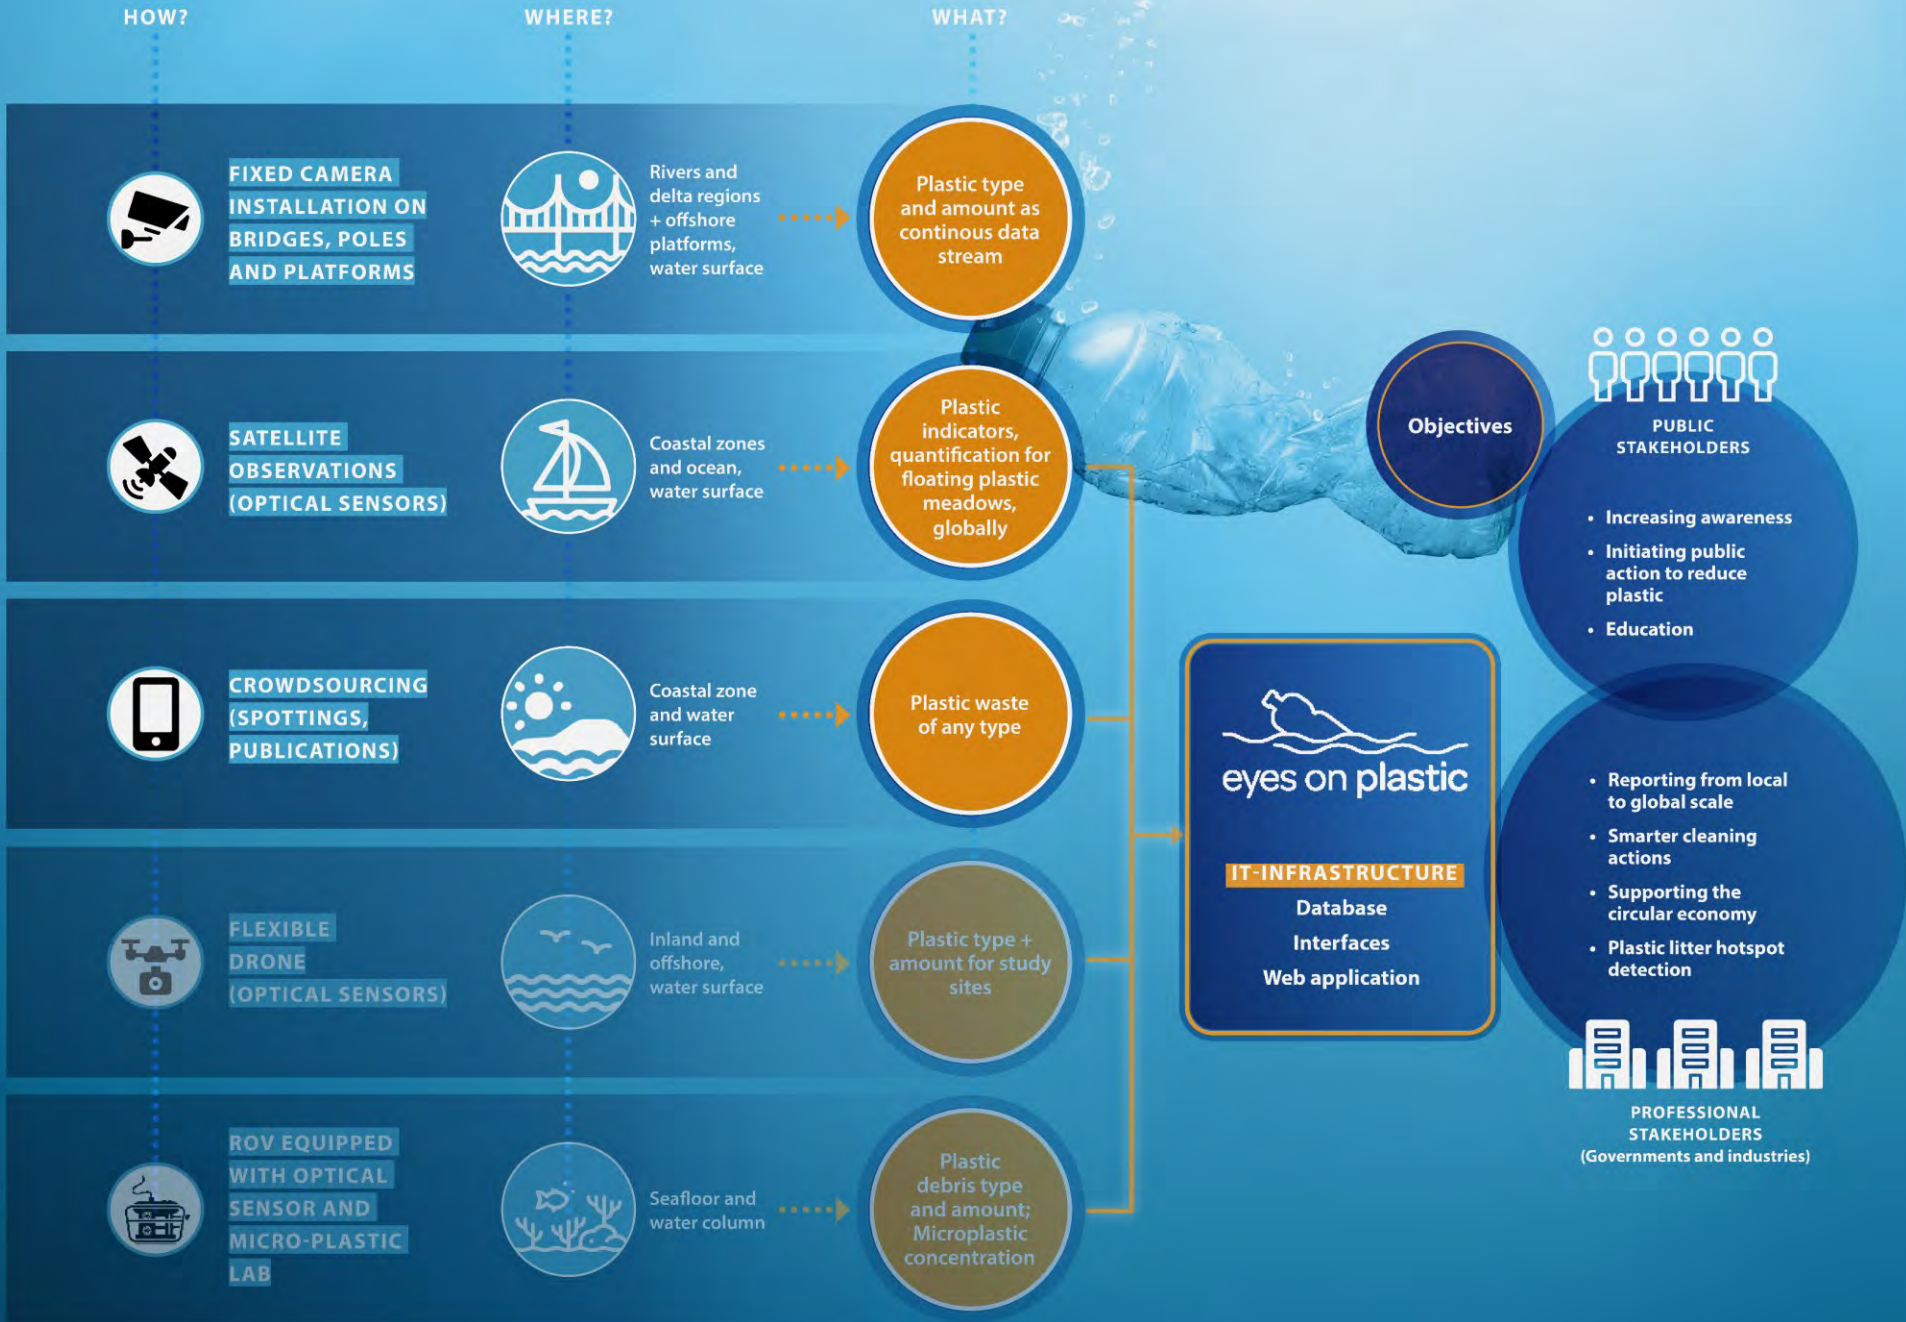 HOW?
WHERE?
WHAT?
FIXED CAMERA
INSTALLATION ON
BRIDGES, POLES
AND PLATFORMS
Rivers and
delta regions
+ offshore
platforms,
water surface
Plastic type
and amount as
continous data
stream
SATELLITE
OBSERVATIONS
(OPTICAL SENSORS)
Coastal zones
and ocean,
water surface
Plastic
indicators,
quantification for
floating plastic
meadows,
globally
CROWDSOURCING
(SPOTTINGS,
PUBLICATIONS)
Coastal zone
and water
surface
Plastic waste
of any type
FLEXIBLE
DRONE
(OPTICAL SENSORS)
Inland and
offshore,
water surface
Plastic type +
amount for study
sites
ROV EQUIPPED
WITH OPTICAL
SENSOR AND
MICRO-PLASTIC
LAB
Seafloor and
water column
Plastic
debris type
and amount;
Microplastic
concentration
eyes on plastic
IT-INFRASTRUCTURE
Database
Interfaces
Web application
Objectives
PUBLIC
STAKEHOLDERS
• Increasing awareness
• Initiating public
action to reduce
plastic
• Education
• Reporting from local
to global scale
• Smarter cleaning
actions
• Supporting the
circular economy
• Plastic litter hotspot
detection
PROFESSIONAL
STAKEHOLDERS
(Governments and industries)